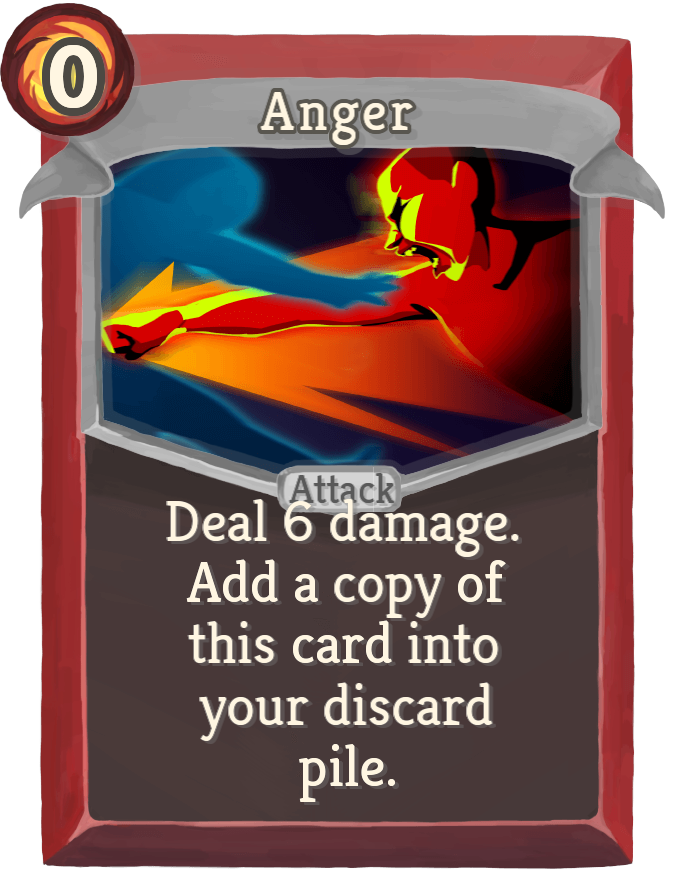 0
Anger
Attack
Deal 6 damage.
Add a copy of
this card into
your discard
pile.